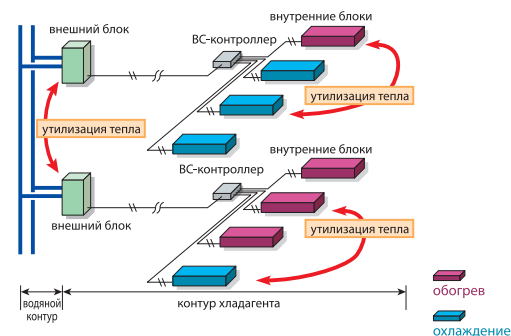 внутренние блоки
внешний блок
ВС-контроллер
утилизация тепла
утилизация тепла
внутренние блоки
ВС-контроллер
внешний блок
утилизация тепла
водяной
контур
контур хладагента
обогрев
охлаждение